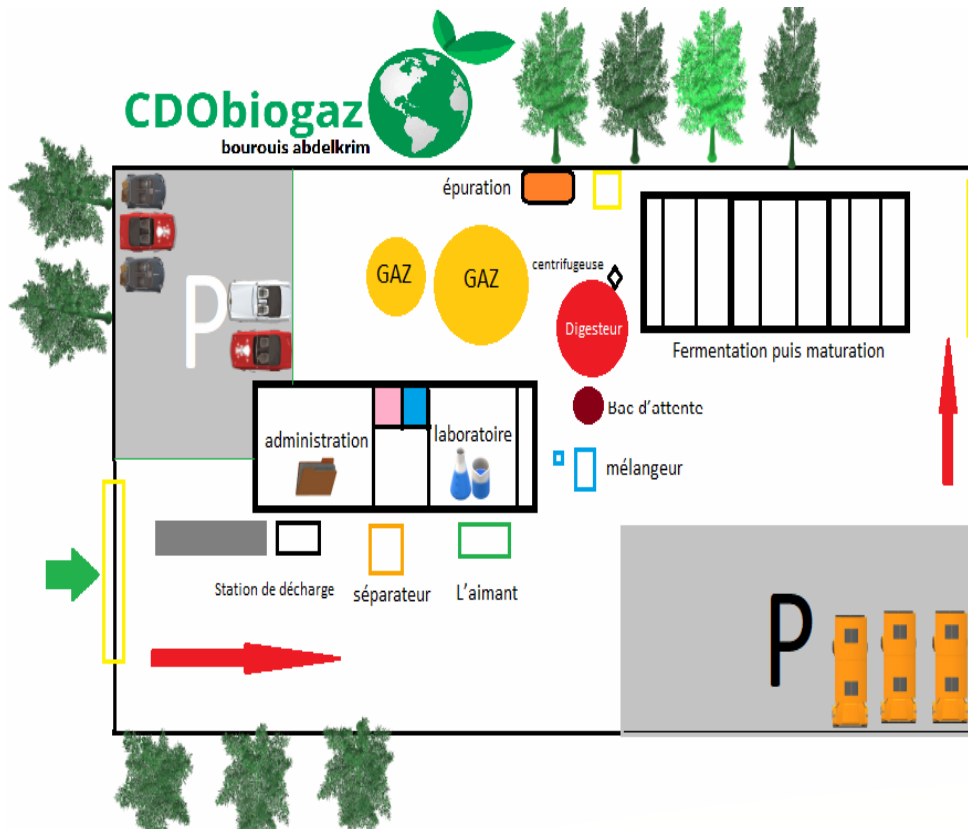 CDObiogaz
bourouis abdelkrim
épuration
GAZ
GAZ
centrifugeuse
Digesteur
Fermentation puis maturation
P
Bac d'attente
administration
laboratoire
mélangeur
Station de décharge
séparateur
L'aimant
P